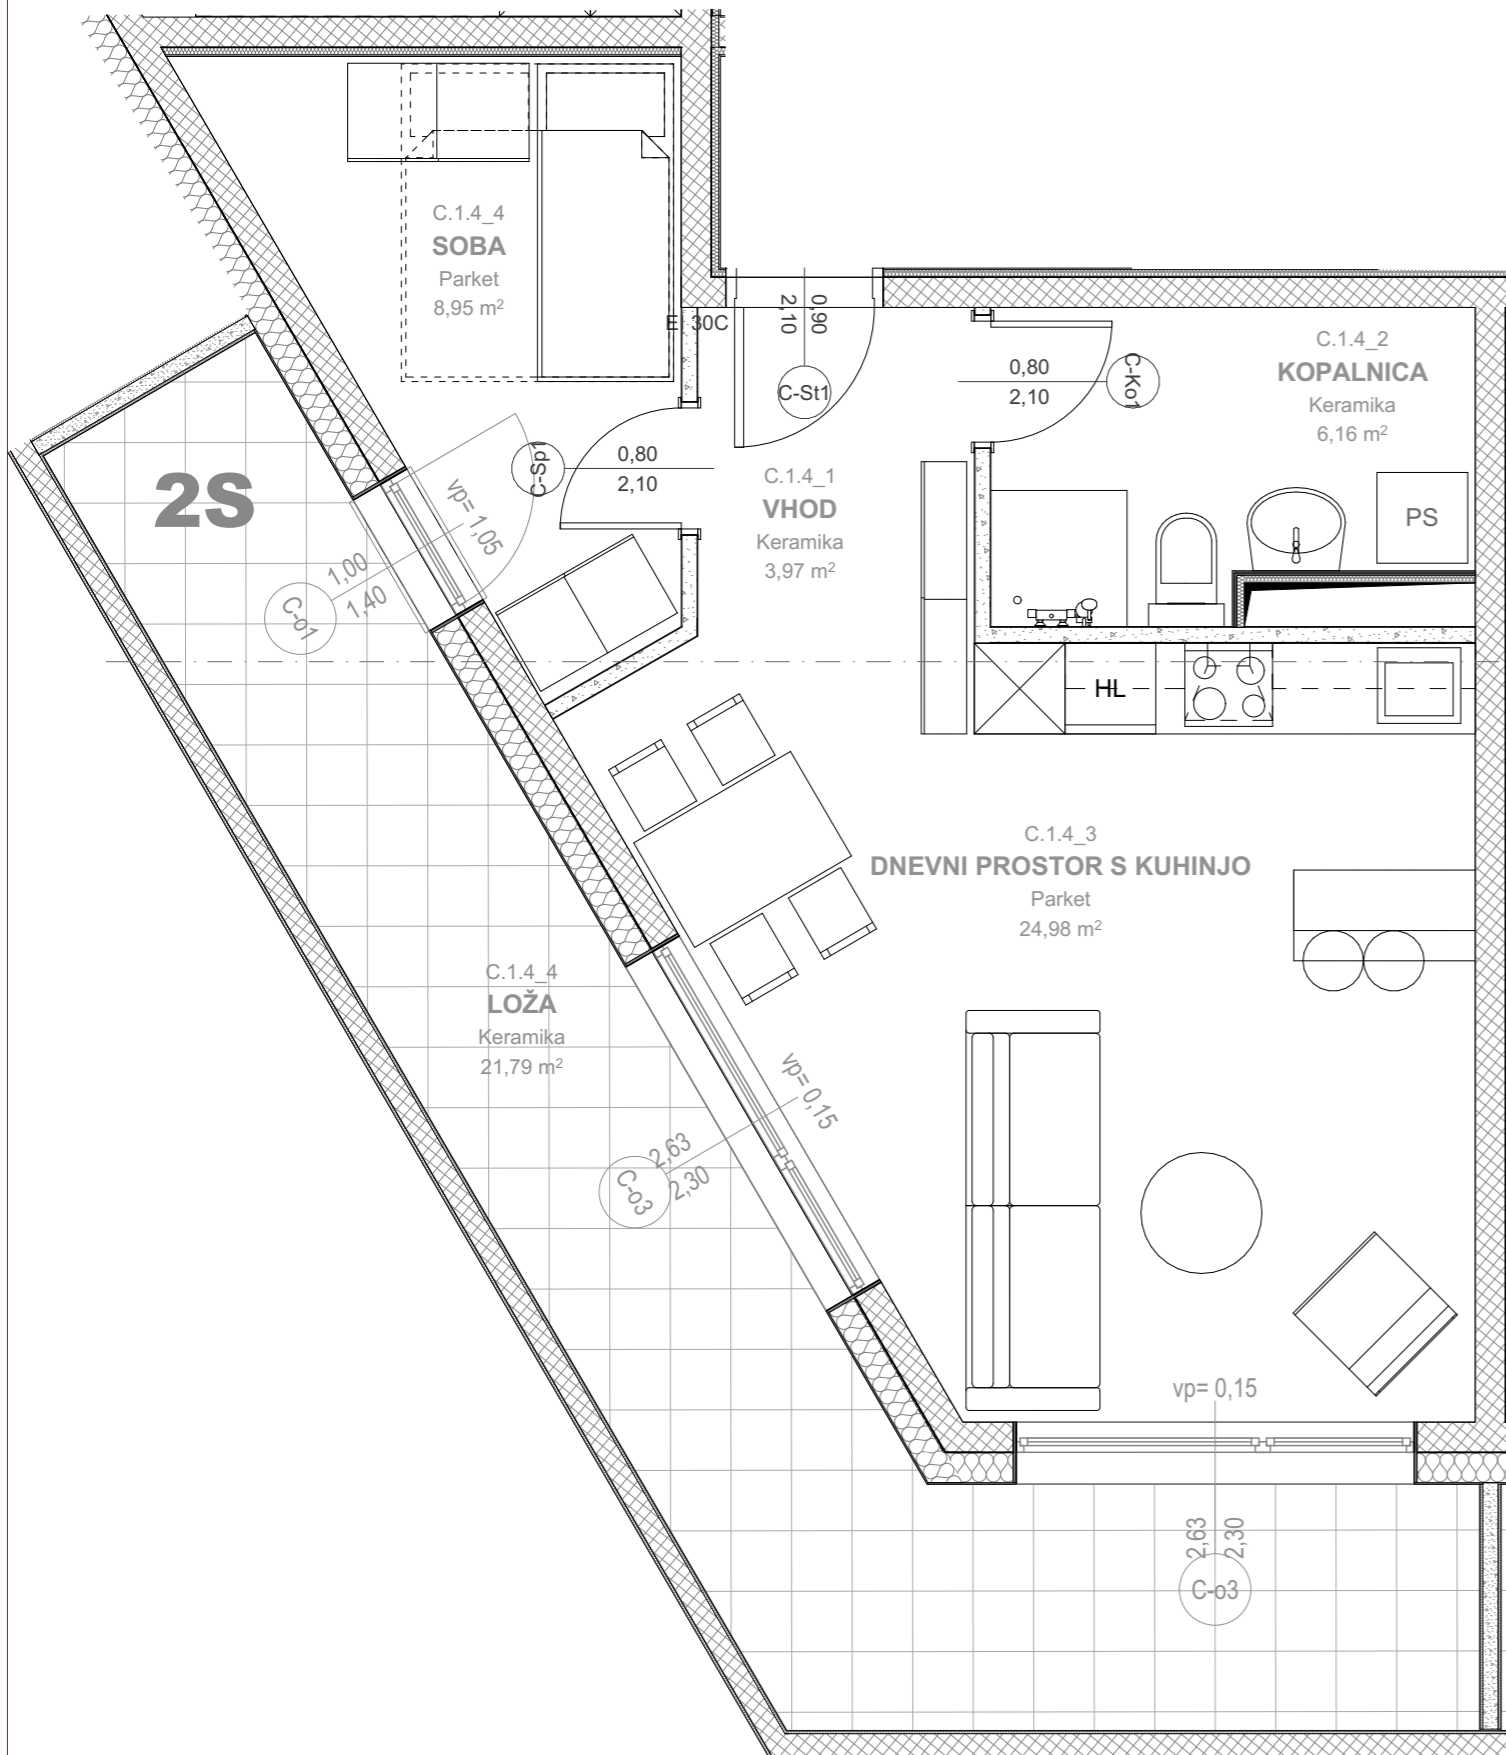 C.1.4_4
SOBA
Parket
8,95 m²
EI 30C
0,90
2,10
C-St1
0,80
2,10
C-Ko1
C.1.4_2
KOPALNICA
Keramika
6,16 m²
PS
2S
C-Sp1
0,80
2,10
C.1.4_1
VHOD
Keramika
3,97 m²
vp= 1,05
1,00
1,40
C-o1
HL
C.1.4_3
DNEVNI PROSTOR S KUHINJO
Parket
24,98 m²
C.1.4_4
LOŽA
Keramika
21,79 m²
vp= 0,15
2,63
2,30
C-o3
vp= 0,15
2,63
2,30
C-o3